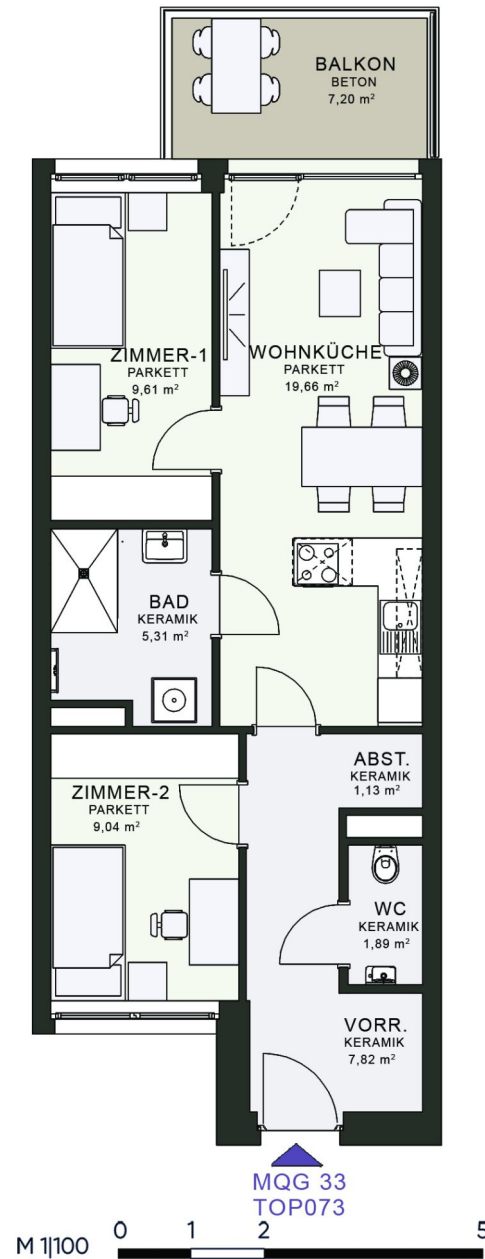 BALKON
BETON
7,20 m²
ZIMMER-1
PARKETT
9,61 m²
WOHNKÜCHE
PARKETT
19,66 m²
BAD
KERAMIK
5,31 m²
ABST.
KERAMIK
1,13 m²
ZIMMER-2
PARKETT
9,04 m²
WC
KERAMIK
1,89 m²
VORR.
KERAMIK
7,82 m²
MQG 33
TOP073
M 1|100 0 1 2 5